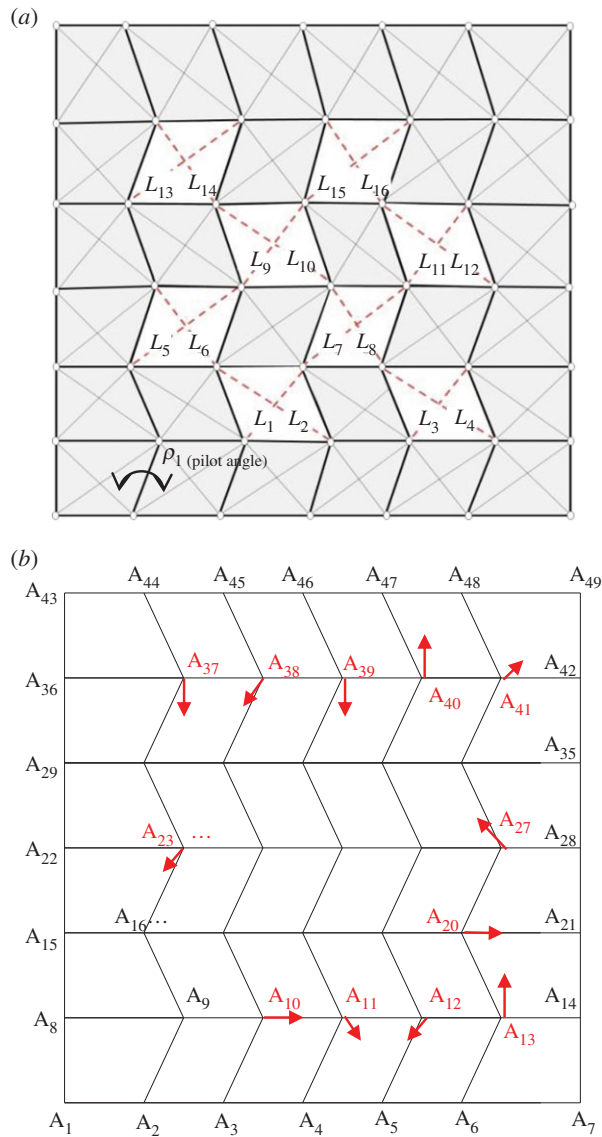 (a)
L13 L14 L15 L16
L9 L10 L11 L12
L5 L6 L7 L8
L1 L2 L3 L4
ρ1 (pilot angle)
(b)
A43 A44 A45 A46 A47 A48 A49
A36 A37 A38 A39 A40 A41 A42
A29 A35
A22 A23 ... A27 A28
A15 A16... A20 A21
A8 A9 A10 A11 A12 A13 A14
A1 A2 A3 A4 A5 A6 A7